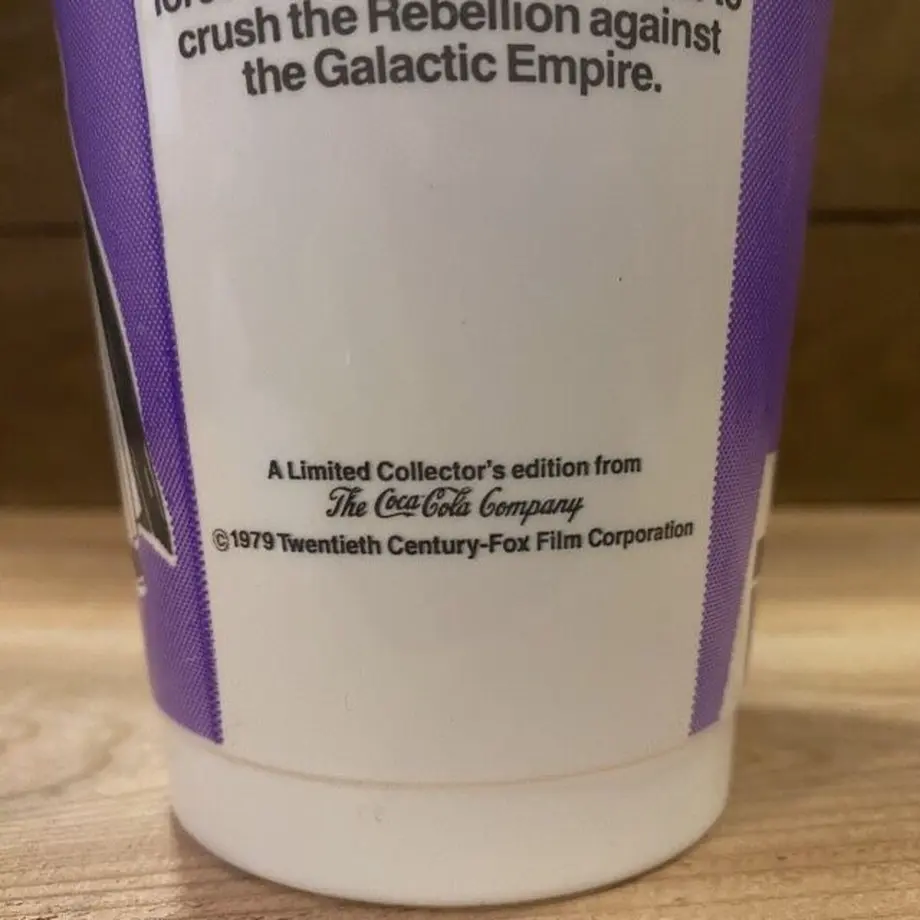 crush the Rebellion against
the Galactic Empire.
A Limited Collector's edition from
The Coca-Cola Company
©1979 Twentieth Century-Fox Film Corporation